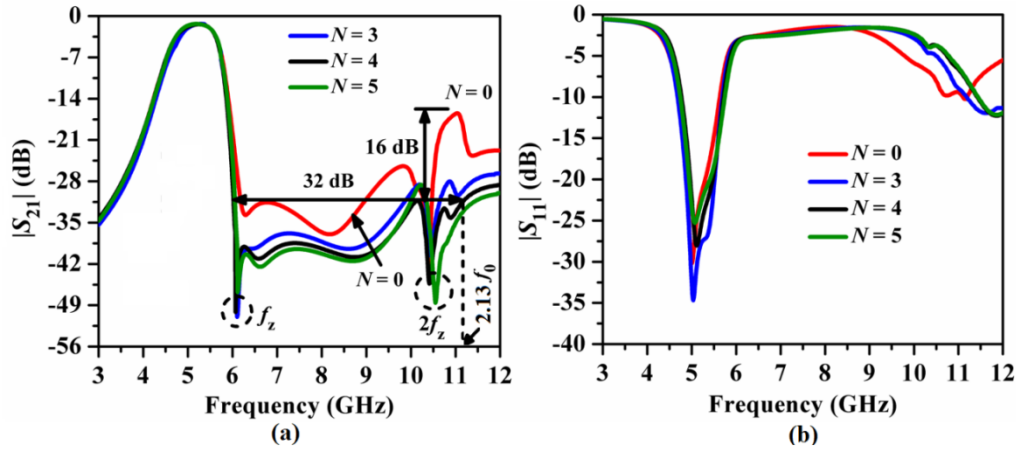 0
-7
-14
-21
-28
-35
-42
-49
-56
|S21| (dB)
N = 3
N = 4
N = 5
N = 0
16 dB
32 dB
N = 0
fz
2fz
2.13f0
3 4 5 6 7 8 9 10 11 12
Frequency (GHz)
(a)
0
-5
-10
-15
-20
-25
-30
-35
-40
|S11| (dB)
N = 0
N = 3
N = 4
N = 5
3 4 5 6 7 8 9 10 11 12
Frequency (GHz)
(b)